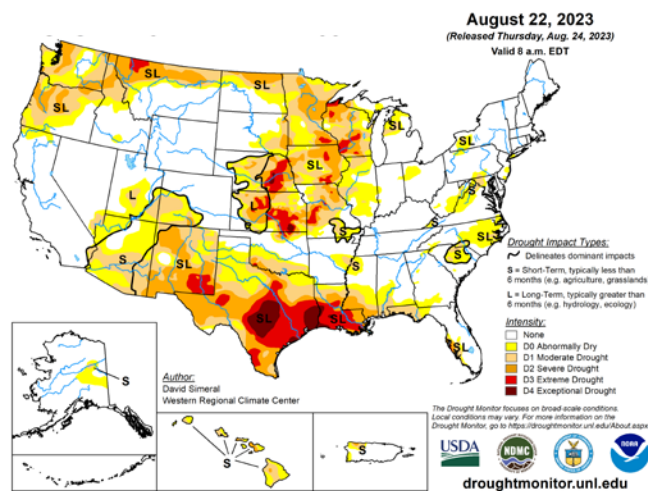 August 22, 2023
(Released Thursday, Aug. 24, 2023)
Valid 8 a.m. EDT
SL
SL
SL
SL
SL
SL
SL
L
L
S
S
SL
S
S
SL
S
SL
SL
SL
S
S
S
S
Drought Impact Types:
Delineates dominant impacts
S = Short-Term, typically less than
6 months (e.g. agriculture, grasslands
L = Long-Term, typically greater than
6 months (e.g. hydrology, ecology)
Intensity:
None
D0 Abnormally Dry
D1 Moderate Drought
D2 Severe Drought
D3 Extreme Drought
D4 Exceptional Drought
Author:
David Simeral
Western Regional Climate Center
The Drought Monitor focuses on broad-scale conditions.
Local conditions may vary. For more information on the
Drought Monitor, go to https://droughtmonitor.unl.edu/About.aspx
USDA
NDMC
NOAA
droughtmonitor.unl.edu